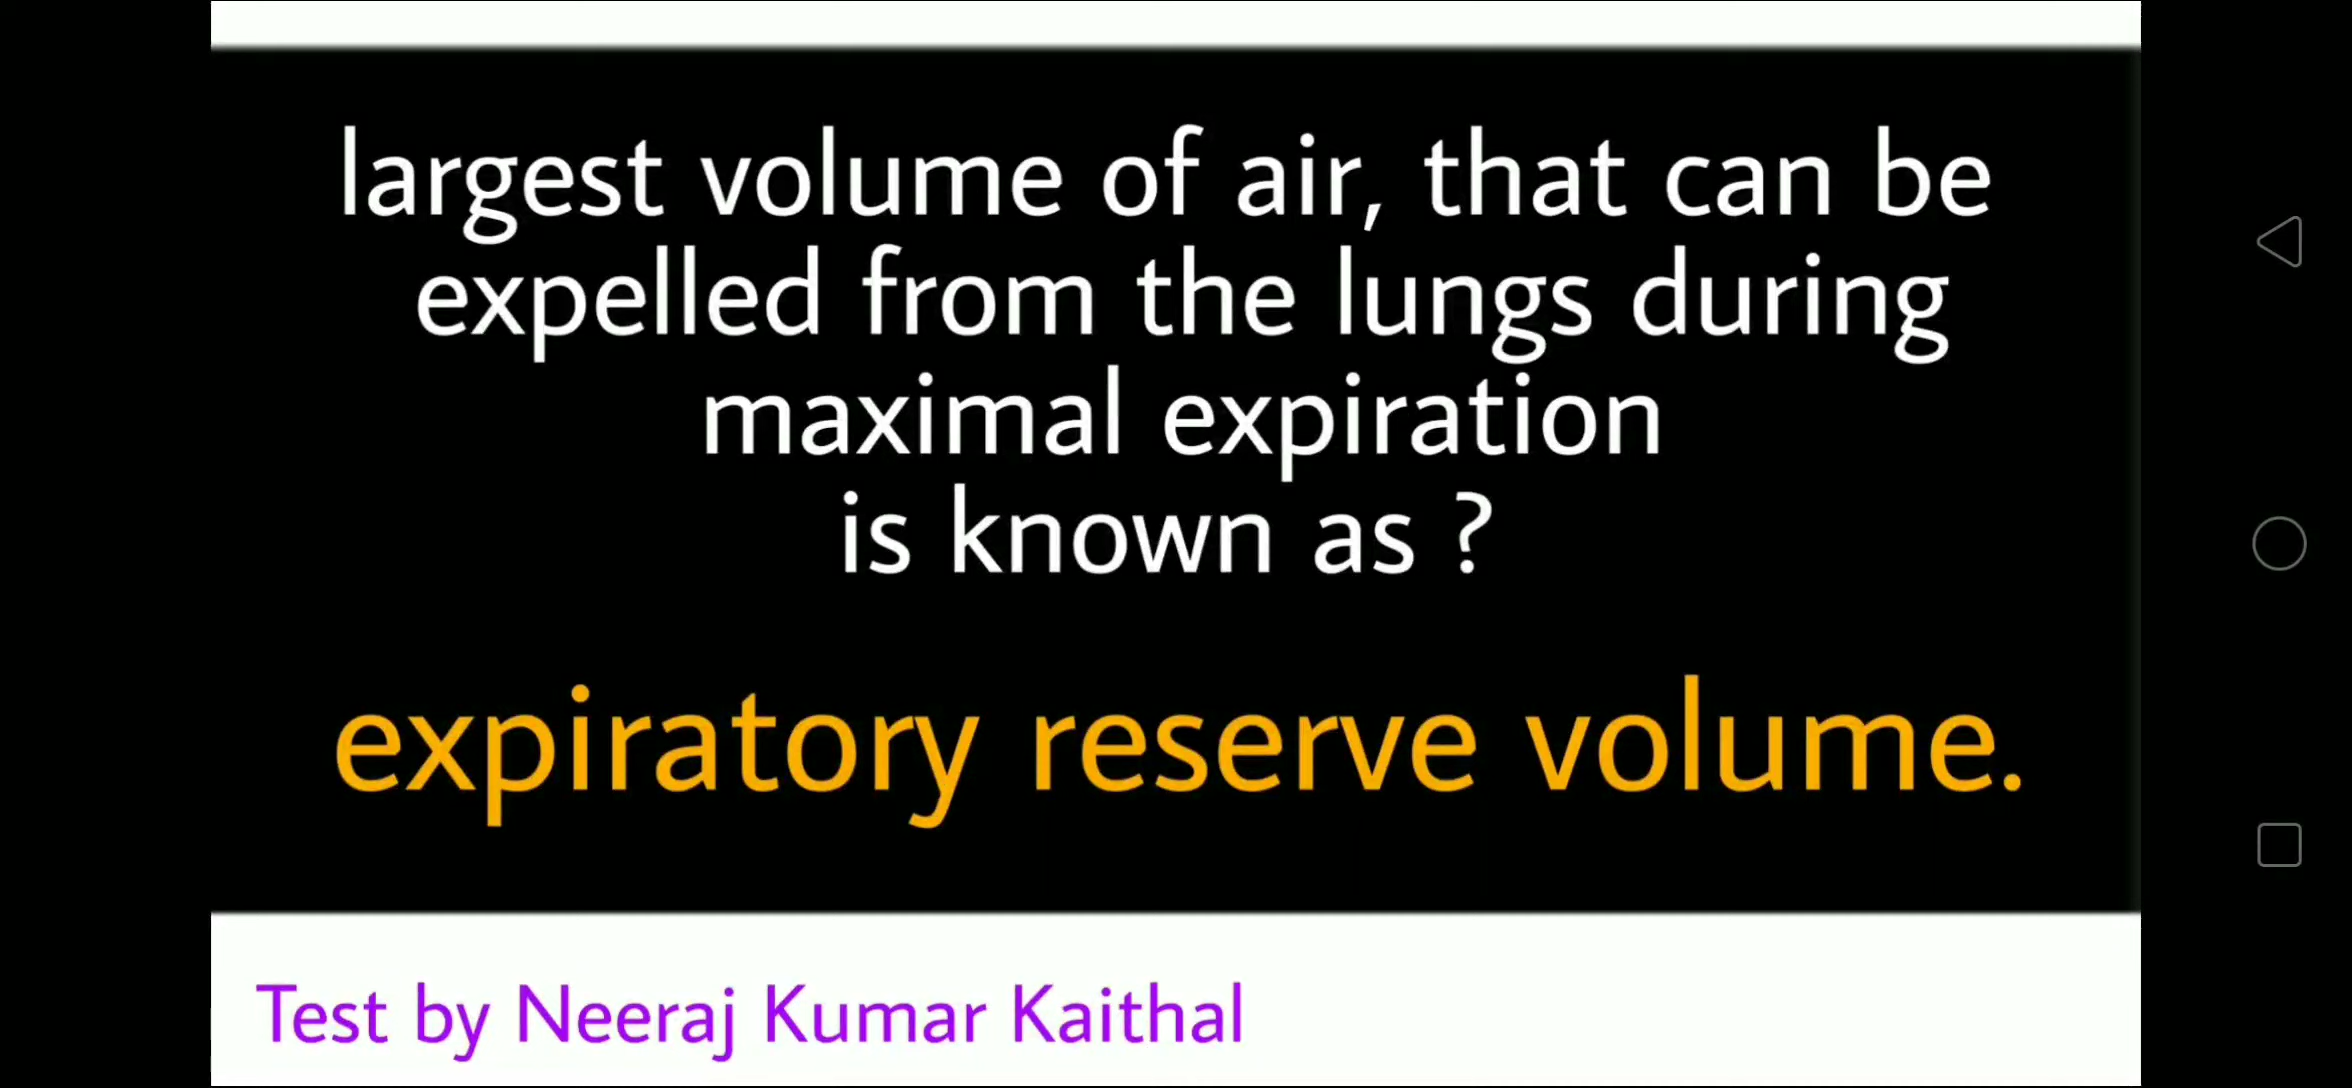 largest volume of air, that can be
expelled from the lungs during
maximal expiration
is known as ?
expiratory reserve volume.
Test by Neeraj Kumar Kaithal